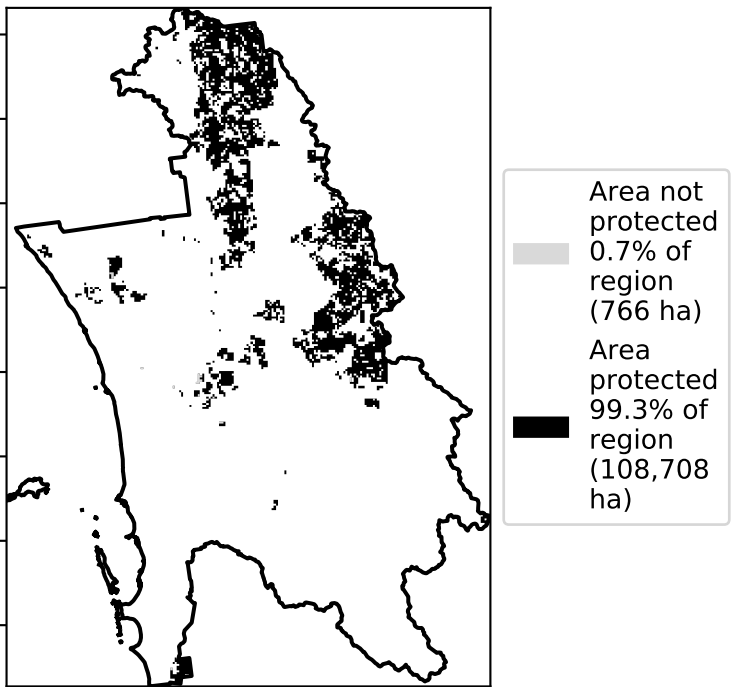 Area not
protected
0.7% of
region
(766 ha)
Area
protected
99.3% of
region
(108,708
ha)